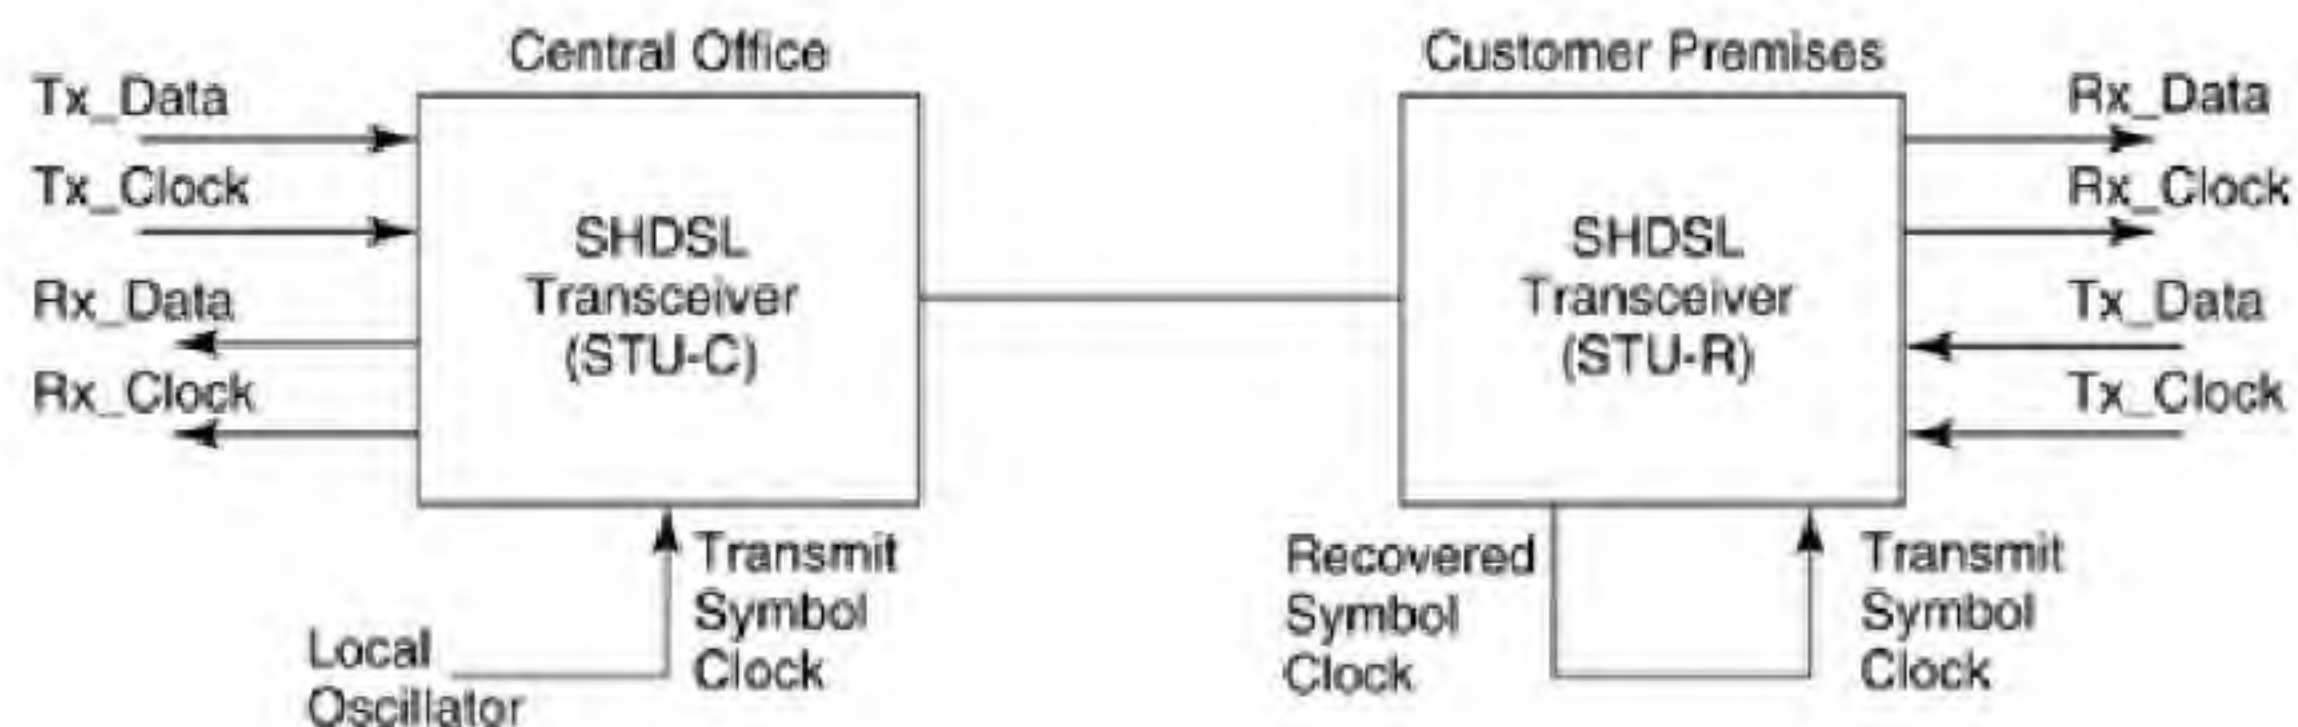 Central Office
Customer Premises
Tx_Data
Tx_Clock
Rx_Data
Rx_Clock
SHDSL
Transceiver
(STU-C)
SHDSL
Transceiver
(STU-R)
Rx_Data
Rx_Clock
Tx_Data
Tx_Clock
Local
Oscillator
Transmit
Symbol
Clock
Recovered
Symbol
Clock
Transmit
Symbol
Clock